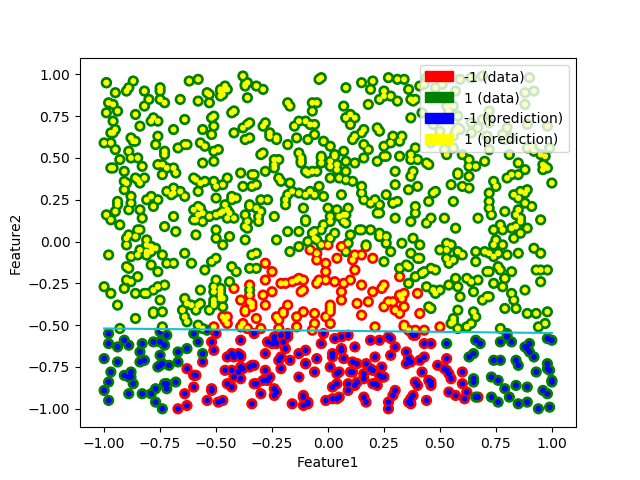 1.00
0.75
0.50
0.25
0.00
−0.25
−0.50
−0.75
−1.00
Feature2
-1 (data)
1 (data)
-1 (prediction)
1 (prediction)
−1.00 −0.75 −0.50 −0.25 0.00 0.25 0.50 0.75 1.00
Feature1